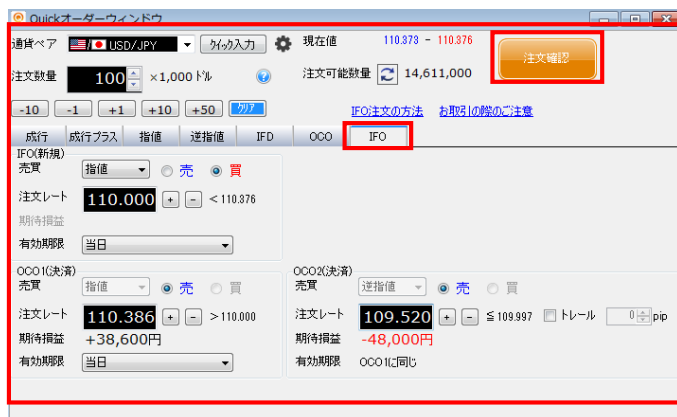 Quickオーダーウィンドウ
通貨ペア USD/JPY クイック入力 現在値 110.373 - 110.376 注文確認
注文数量 100 ×1,000ドル 注文可能数量 14,611,000
-10 -1 +1 +10 +50 クリア IFO注文の方法 お取引の際のご注意
成行 成行プラス 指値 逆指値 IFD OCO IFO
IFO(新規)
売買 指値 売 買
注文レート 110.000 + - < 110.376
期待損益
有効期限 当日
OCO1(決済) OCO2(決済)
売買 指値 売 買 売買 逆指値 売 買
注文レート 110.386 + - > 110.000 注文レート 109.520 + - ≦ 109.997 トレール 0 pip
期待損益 +38,600円 期待損益 -48,000円
有効期限 当日 有効期限 OCO1に同じ